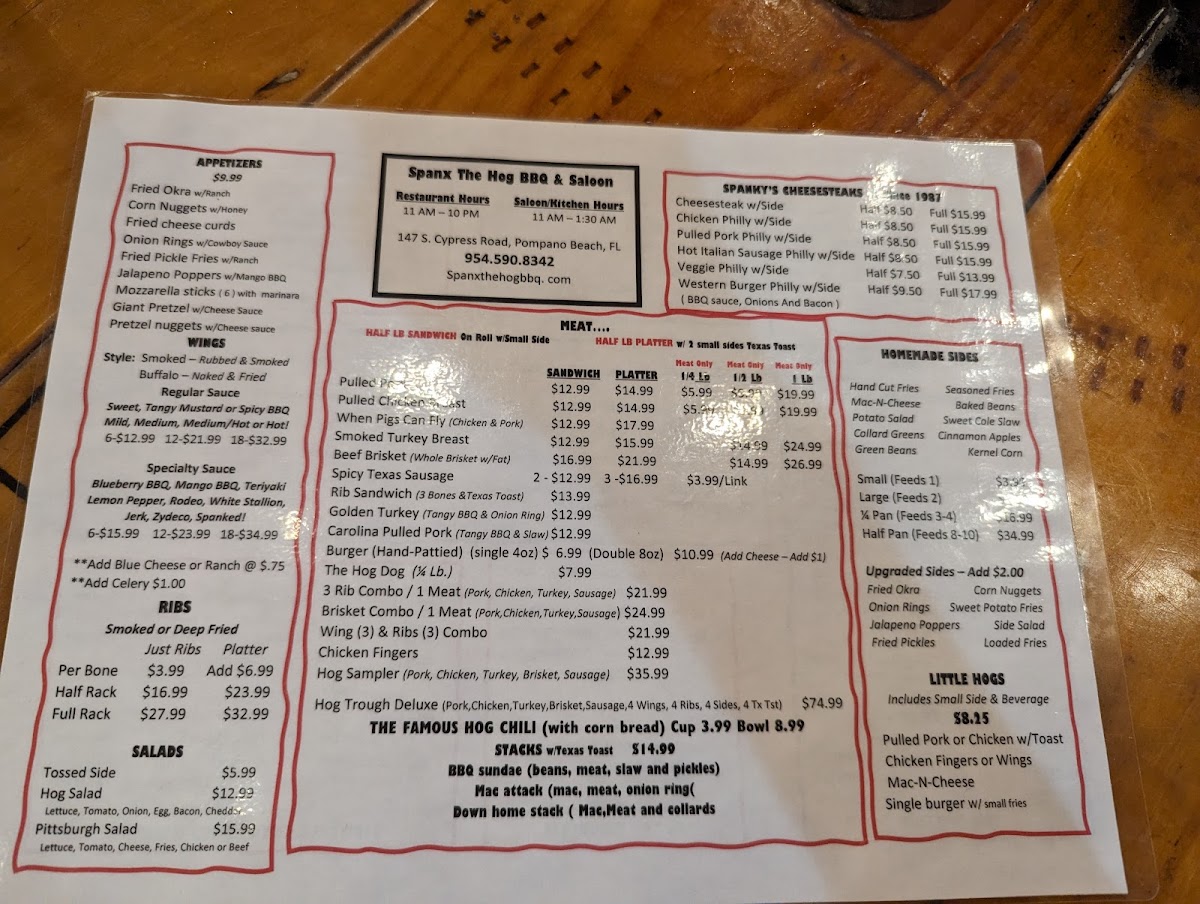 APPETIZERS
$9.99
Fried Okra w/Ranch
Corn Nuggets w/Honey
Fried cheese curds
Onion Rings w/Cowboy Sauce
Fried Pickle Fries w/Ranch
Jalapeno Poppers w/Mango BBQ
Mozzarella sticks ( 6 ) with marinara
Giant Pretzel w/Cheese Sauce
Pretzel nuggets w/Cheese sauce
WINGS
Style: Smoked – Rubbed & Smoked
Buffalo – Naked & Fried
Regular Sauce
Sweet, Tangy Mustard or Spicy BBQ
Mild, Medium, Medium/Hot or Hot!
6-$12.99 12-$21.99 18-$32.99
Specialty Sauce
Blueberry BBQ, Mango BBQ, Teriyaki
Lemon Pepper, Rodeo, White Stallion,
Jerk, Zydeco, Spanked!
6-$15.99 12-$23.99 18-$34.99
**Add Blue Cheese or Ranch @ $.75
**Add Celery $1.00
RIBS
Smoked or Deep Fried
Just Ribs Platter
Per Bone $3.99 Add $6.99
Half Rack $16.99 $23.99
Full Rack $27.99 $32.99
SALADS
Tossed Side $5.99
Hog Salad $12.99
Lettuce, Tomato, Onion, Egg, Bacon,
Pittsburgh Salad $15.99
Lettuce, Tomato, Cheese, Fries, Chicken or Beef
Spanx The Hog BBQ & Saloon
Restaurant Hours Saloon/Kitchen Hours
11 AM – 10 PM 11 AM – 1:30 AM
147 S. Cypress Road, Pompano Beach, FL
954.590.8342
Spanxthehogbbq. com
SPANKY'S CHEESESTEAKS 1987
Cheesesteak w/Side Half $8.50 Full $15.99
Chicken Philly w/Side Half $8.50 Full $15.99
Pulled Pork Philly w/Side Half $8.50 Full $15.99
Hot Italian Sausage Philly w/Side Half $8.50 Full $15.99
Veggie Philly w/Side Half $7.50 Full $13.99
Western Burger Philly w/Side Half $9.50 Full $17.99
( BBQ sauce, Onions And Bacon )
MEAT....
HALF LB SANDWICH On Roll w/Small Side HALF LB PLATTER w/ 2 small sides Texas Toast
Meat Only Meat Only Meat Only
SANDWICH PLATTER 1/4 Lb 1/2 Lb 1 Lb
Pulled $12.99 $14.99 $5.99 $19.99
Pulled Chicken $12.99 $14.99 $19.99
When Pigs Can Fly (Chicken & Pork) $12.99 $17.99
Smoked Turkey Breast $12.99 $15.99 $14.99 $24.99
Beef Brisket (Whole Brisket w/Fat) $16.99 $21.99 $14.99 $26.99
Spicy Texas Sausage 2 - $12.99 3 -$16.99 $3.99/Link
Rib Sandwich (3 Bones &Texas Toast) $13.99
Golden Turkey (Tangy BBQ & Onion Ring) $12.99
Carolina Pulled Pork (Tangy BBQ & Slaw) $12.99
Burger (Hand-Pattied) (single 4oz) $ 6.99 (Double 8oz) $10.99 (Add Cheese – Add $1)
The Hog Dog (¼ Lb.) $7.99
3 Rib Combo / 1 Meat (Pork, Chicken, Turkey, Sausage) $21.99
Brisket Combo / 1 Meat (Pork,Chicken,Turkey,Sausage) $24.99
Wing (3) & Ribs (3) Combo $21.99
Chicken Fingers $12.99
Hog Sampler (Pork, Chicken, Turkey, Brisket, Sausage) $35.99
Hog Trough Deluxe (Pork,Chicken,Turkey,Brisket,Sausage,4 Wings, 4 Ribs, 4 Sides, 4 Tx Tst) $74.99
THE FAMOUS HOG CHILI (with corn bread) Cup 3.99 Bowl 8.99
STACKS w/Texas Toast $14.99
BBQ sundae (beans, meat, slaw and pickles)
Mac attack (mac, meat, onion ring(
Down home stack ( Mac,Meat and collards
HOMEMADE SIDES
Hand Cut Fries Seasoned Fries
Mac-N-Cheese Baked Beans
Potato Salad Sweet Cole Slaw
Collard Greens Cinnamon Apples
Green Beans Kernel Corn
Small (Feeds 1)
Large (Feeds 2)
¼ Pan (Feeds 3-4)
Half Pan (Feeds 8-10) $34.99
Upgraded Sides – Add $2.00
Fried Okra Corn Nuggets
Onion Rings Sweet Potato Fries
Jalapeno Poppers Side Salad
Fried Pickles Loaded Fries
LITTLE HOGS
Includes Small Side & Beverage
$8.25
Pulled Pork or Chicken w/Toast
Chicken Fingers or Wings
Mac-N-Cheese
Single burger W/ small fries